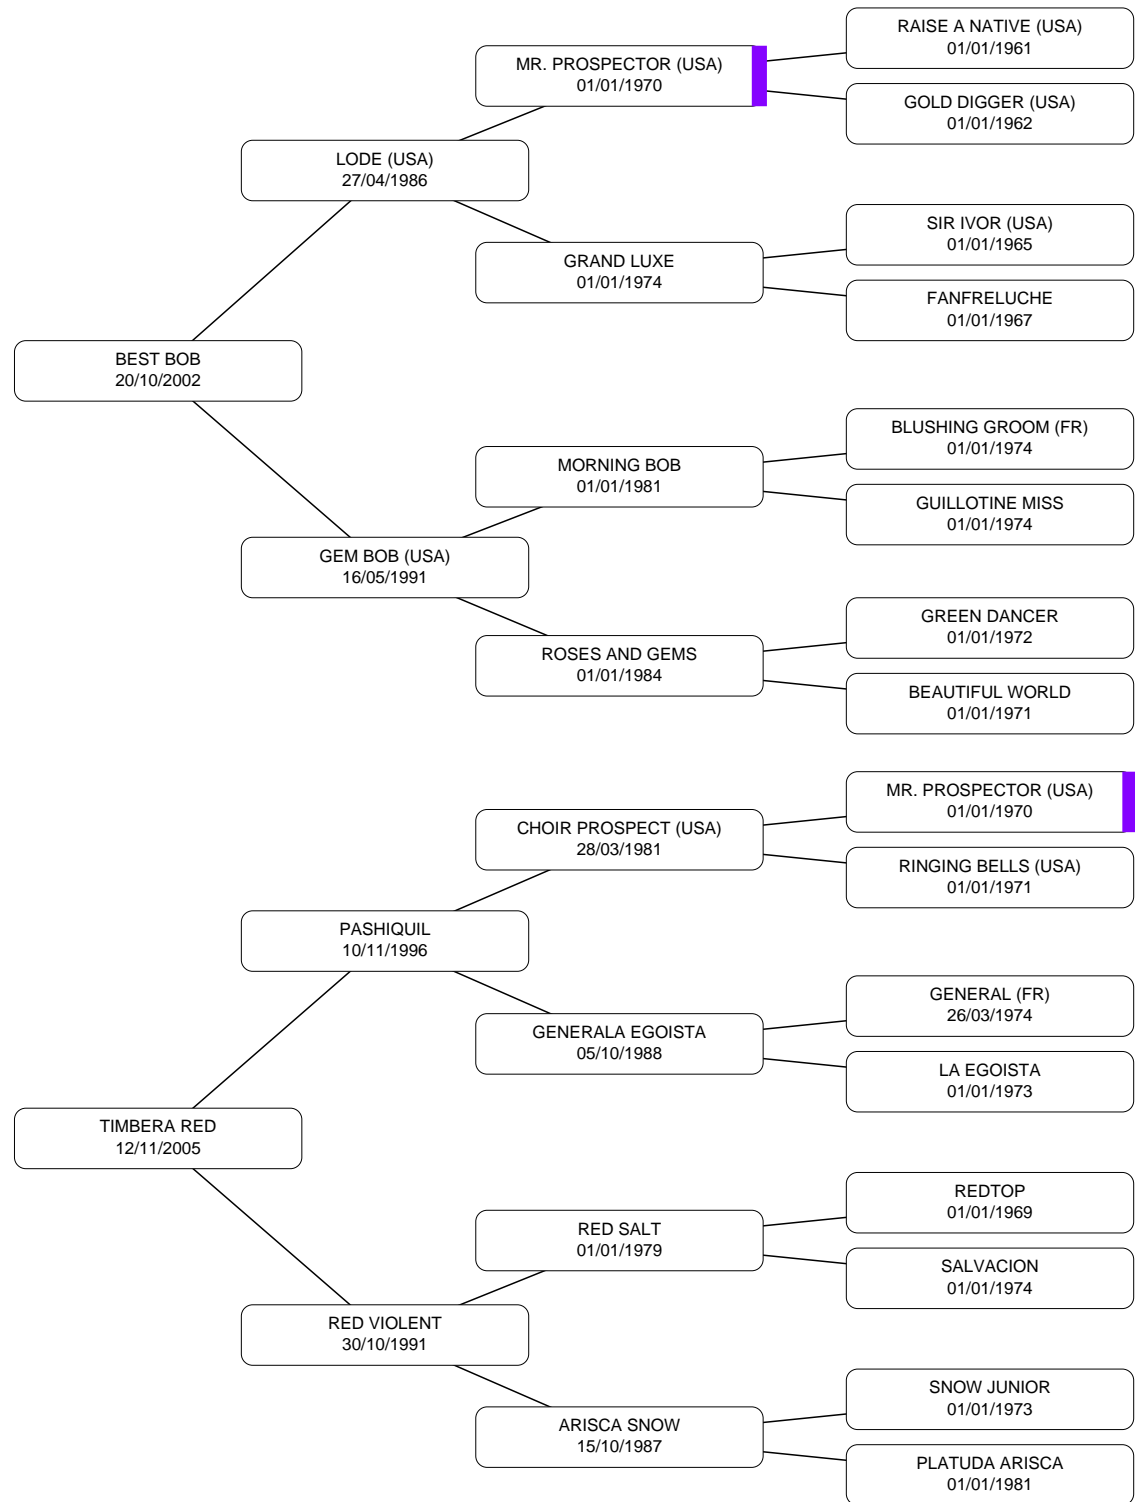 RAISE A NATIVE (USA)
01/01/1961
MR. PROSPECTOR (USA)
01/01/1970
GOLD DIGGER (USA)
01/01/1962
LODE (USA)
27/04/1986
SIR IVOR (USA)
01/01/1965
GRAND LUXE
01/01/1974
FANFRELUCHE
01/01/1967
BEST BOB
20/10/2002
BLUSHING GROOM (FR)
01/01/1974
MORNING BOB
01/01/1981
GUILLOTINE MISS
01/01/1974
GEM BOB (USA)
16/05/1991
GREEN DANCER
01/01/1972
ROSES AND GEMS
01/01/1984
BEAUTIFUL WORLD
01/01/1971
MR. PROSPECTOR (USA)
01/01/1970
CHOIR PROSPECT (USA)
28/03/1981
RINGING BELLS (USA)
01/01/1971
PASHIQUIL
10/11/1996
GENERAL (FR)
26/03/1974
GENERALA EGOISTA
05/10/1988
LA EGOISTA
01/01/1973
TIMBERA RED
12/11/2005
REDTOP
01/01/1969
RED SALT
01/01/1979
SALVACION
01/01/1974
RED VIOLENT
30/10/1991
SNOW JUNIOR
01/01/1973
ARISCA SNOW
15/10/1987
PLATUDA ARISCA
01/01/1981